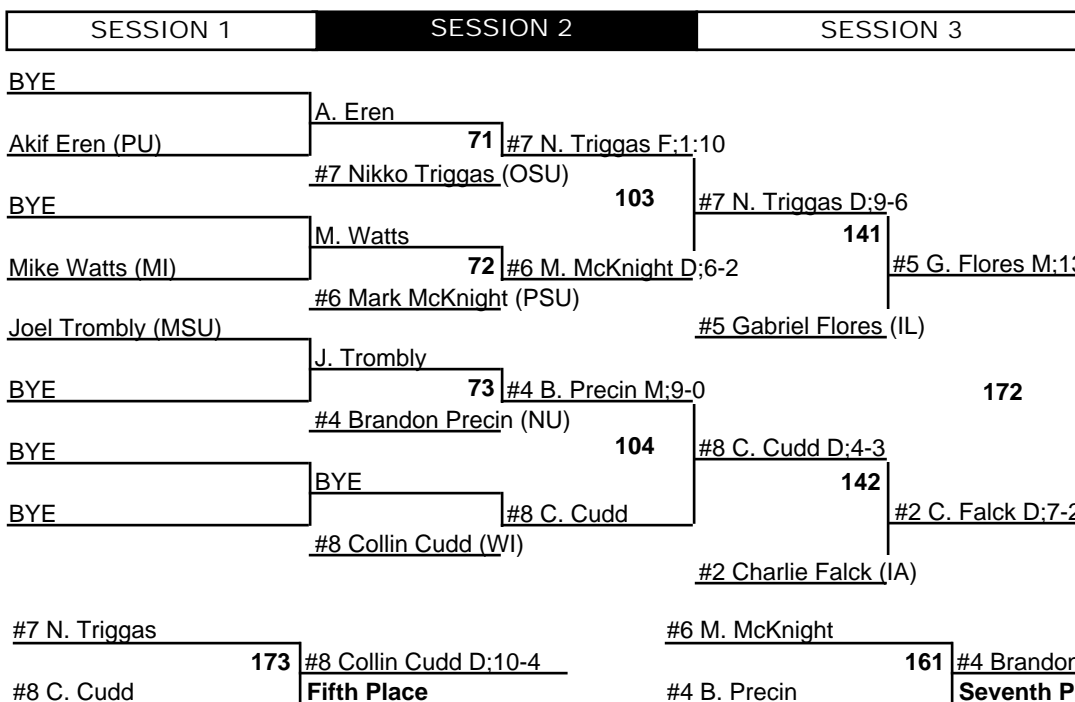 SESSION 1 SESSION 2 SESSION 3
BYE
A. Eren
Akif Eren (PU) 71 #7 N. Triggas F;1:10
#7 Nikko Triggas (OSU)
BYE 103 #7 N. Triggas D;9-6
M. Watts 141
Mike Watts (MI) 72 #6 M. McKnight D;6-2 #5 G. Flores M;13
#6 Mark McKnight (PSU)
Joel Trombly (MSU) #5 Gabriel Flores (IL)
J. Trombly
BYE 73 #4 B. Precin M;9-0 172
#4 Brandon Precin (NU)
BYE 104 #8 C. Cudd D;4-3
BYE 142
BYE #8 C. Cudd #2 C. Falck D;7-2
#8 Collin Cudd (WI)
#2 Charlie Falck (IA)
#7 N. Triggas #6 M. McKnight
173 #8 Collin Cudd D;10-4 161 #4 Brandon
#8 C. Cudd Fifth Place #4 B. Precin Seventh P